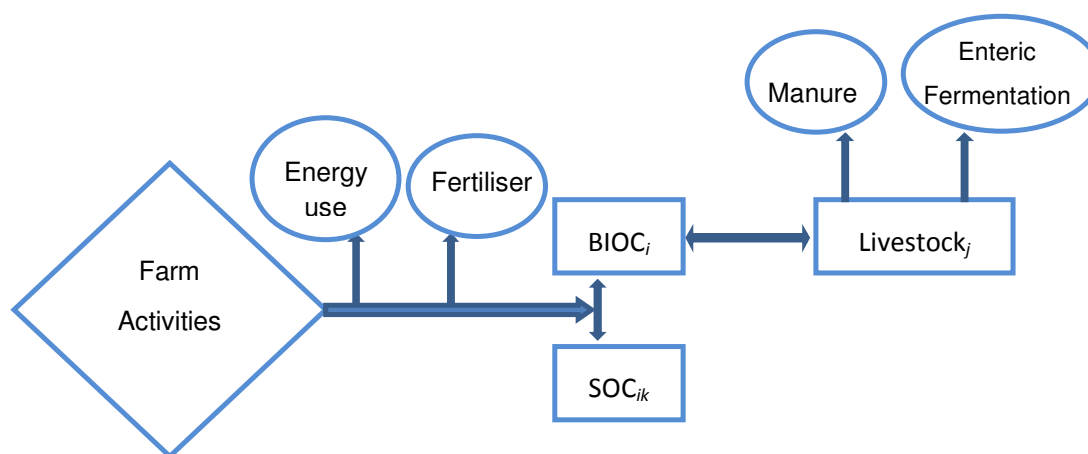 Farm
Activities
Energy
use
Fertiliser
BIOCi
SOCik
Livestockj
Manure
Enteric
Fermentation